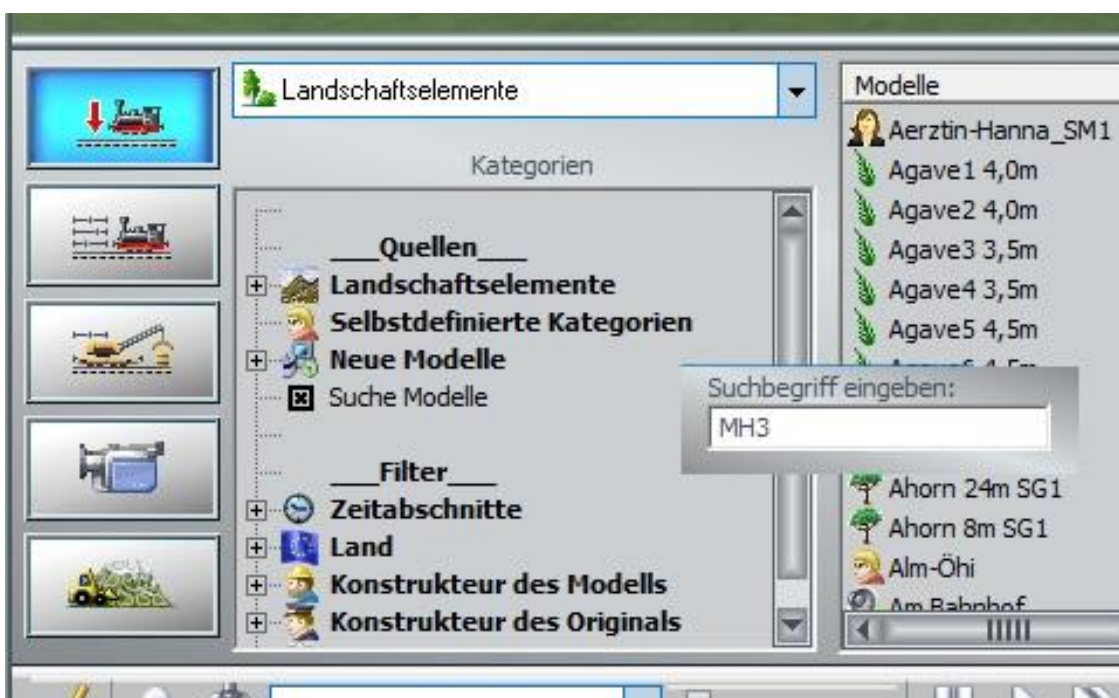 Landschaftselemente
Kategorien
___Quellen___
Landschaftselemente
Selbstdefinierte Kategorien
Neue Modelle
Suche Modelle
___Filter___
Zeitabschnitte
Land
Konstrukteur des Modells
Konstrukteur des Originals
Modelle
Aerztin-Hanna_SM1
Agave1 4,0m
Agave2 4,0m
Agave3 3,5m
Agave4 3,5m
Agave5 4,5m
Suchbegriff eingeben:
MH3
Ahorn 24m SG1
Ahorn 8m SG1
Alm-Öhi
Am Bahnhof